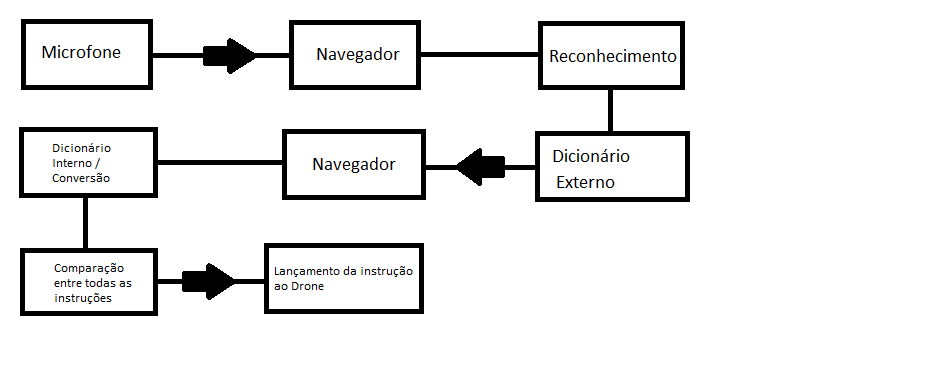 Microfone
Navegador
Reconhecimento
Dicionário
Interno /
Conversão
Navegador
Dicionário
Externo
Comparação
entre todas as
instruções
Lançamento da instrução
ao Drone